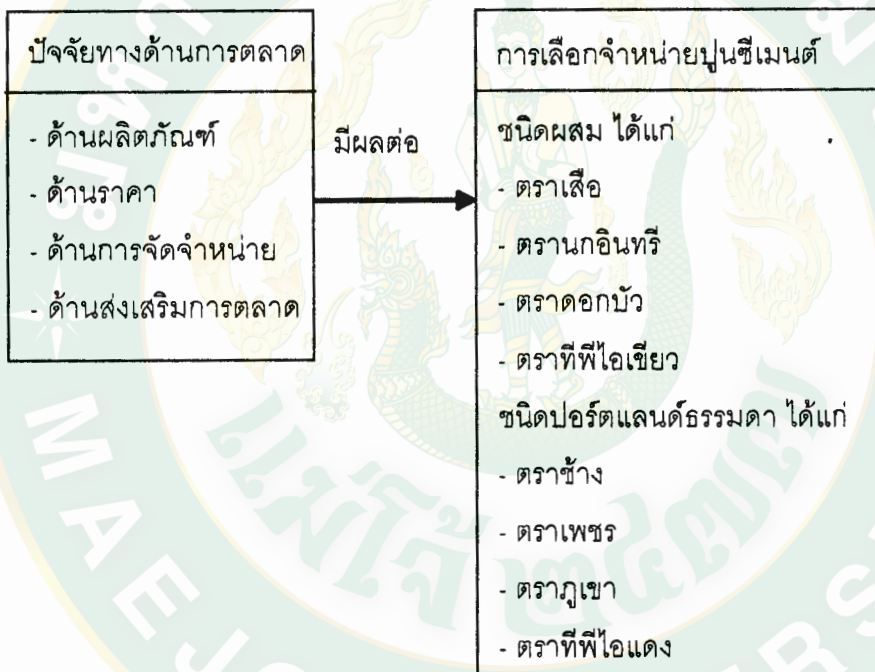 ปัจจัยทางด้านการตลาด
- ด้านผลิตภัณฑ์
- ด้านราคา
- ด้านการจัดจำหน่าย
- ด้านส่งเสริมการตลาด
มีผลต่อ
การเลือกจำหน่ายปูนซีเมนต์
ชนิดผสม ได้แก่
- ตราเสือ
- ตรานกอินทรี
- ตราดอกบัว
- ตราทีพีไอเขียว
ชนิดปอร์ตแลนด์ธรรมดา ได้แก่
- ตราช้าง
- ตราเพชร
- ตราภูเขา
- ตราทีพีไอแดง
แม่โจ้ ๒๔๗๗